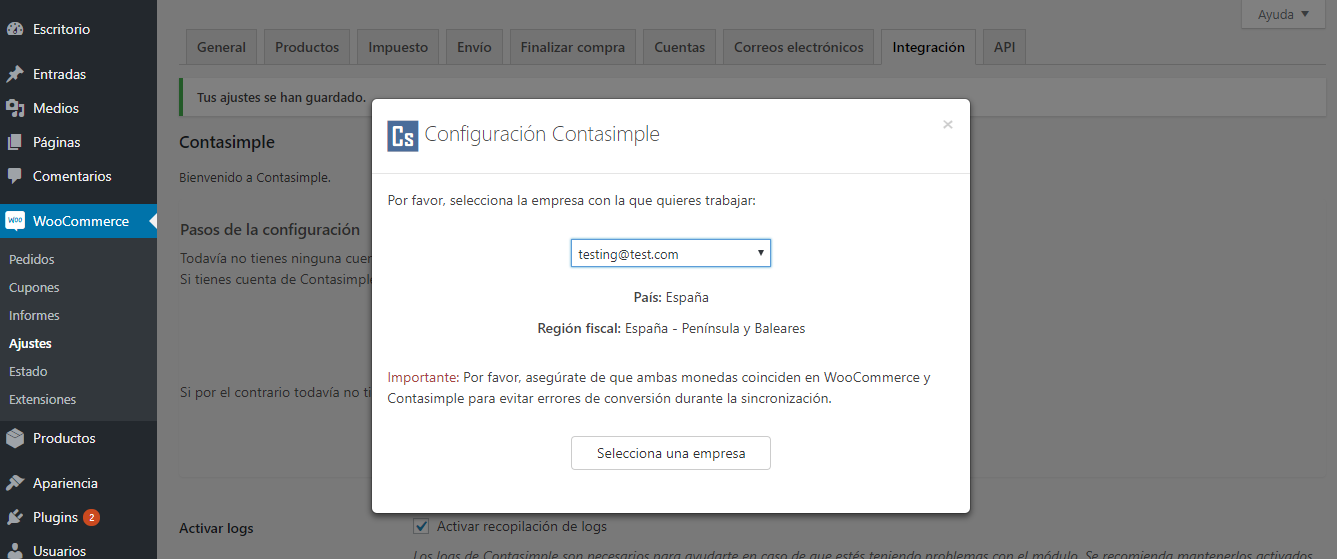 Escritorio
Entradas
Medios
Páginas
Comentarios
Woo WooCommerce
Pedidos
Cupones
Informes
Ajustes
Estado
Extensiones
Productos
Apariencia
Plugins 2
Usuarios
Ayuda ▼
General Productos Impuesto Envío Finalizar compra Cuentas Correos electrónicos Integración API
Tus ajustes se han guardado.
Contasimple
Bienvenido a Contasimple.
Pasos de la configuración
Todavía no tienes ninguna
Si tienes cuenta de Contasimple
Si por el contrario todavía no
Cs Configuración Contasimple ×
Por favor, selecciona la empresa con la que quieres trabajar:
testing@test.com ▼
País: España
Región fiscal: España - Península y Baleares
Importante: Por favor, asegúrate de que ambas monedas coinciden en WooCommerce y
Contasimple para evitar errores de conversión durante la sincronización.
Selecciona una empresa
Activar logs Activar recopilación de logs
Los logs de Contasimple son necesarios para ayudarte en caso de que estés teniendo problemas con el módulo. Se recomienda mantenerlos activados